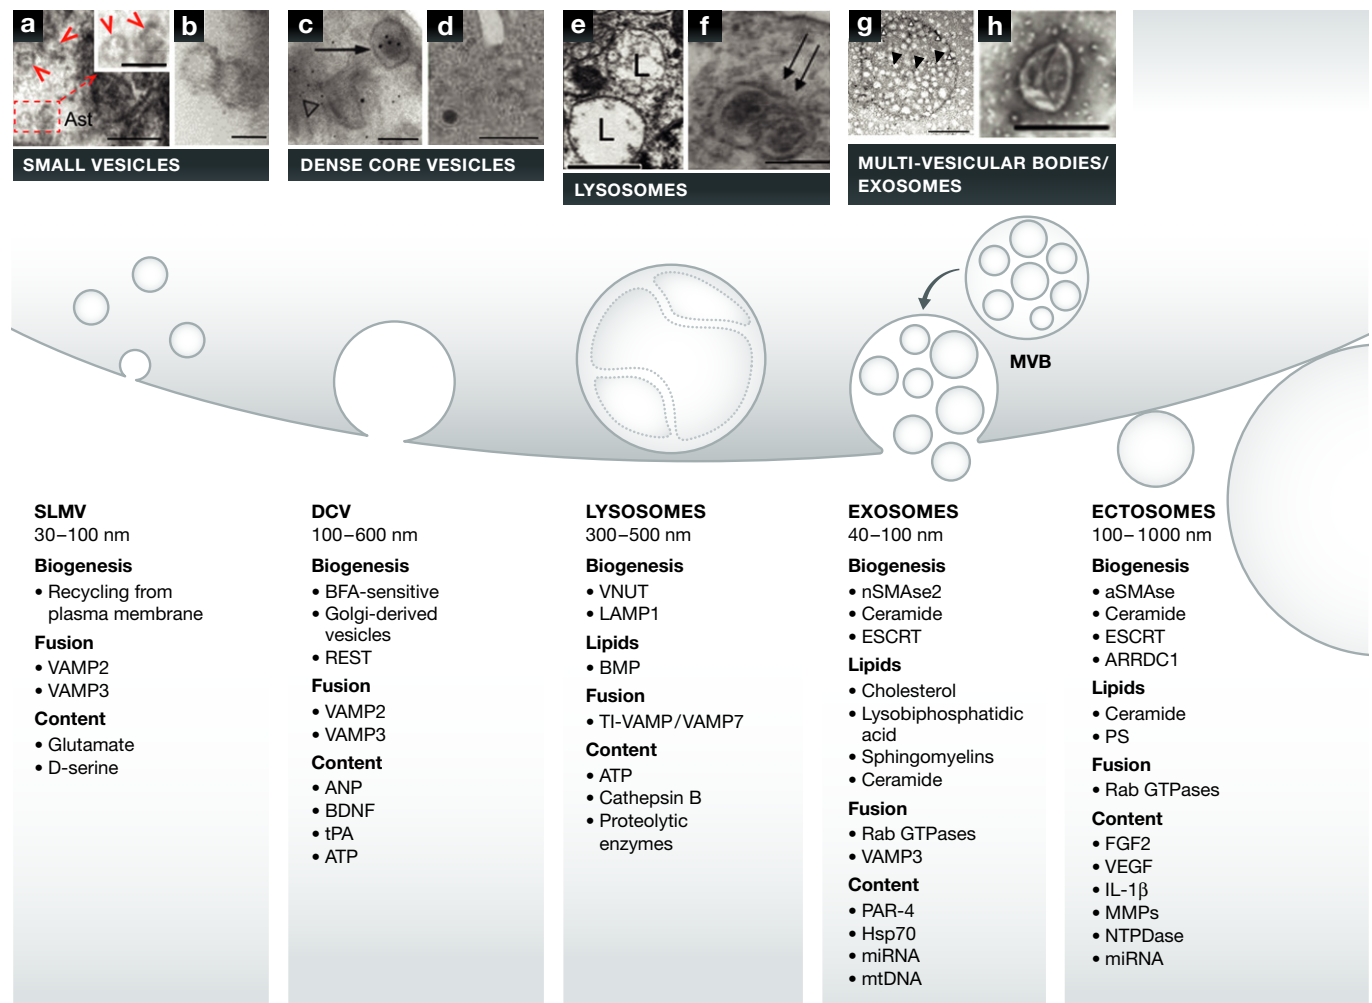 a
b
c
d
e
f
g
h
Ast
L
L
SMALL VESICLES
DENSE CORE VESICLES
LYSOSOMES
MULTI-VESICULAR BODIES/
EXOSOMES
MVB
SLMV
30–100 nm
Biogenesis
• Recycling from
plasma membrane
Fusion
• VAMP2
• VAMP3
Content
• Glutamate
• D-serine
DCV
100–600 nm
Biogenesis
• BFA-sensitive
• Golgi-derived
vesicles
• REST
Fusion
• VAMP2
• VAMP3
Content
• ANP
• BDNF
• tPA
• ATP
LYSOSOMES
300–500 nm
Biogenesis
• VNUT
• LAMP1
Lipids
• BMP
Fusion
• TI-VAMP/VAMP7
Content
• ATP
• Cathepsin B
• Proteolytic
enzymes
EXOSOMES
40–100 nm
Biogenesis
• nSMAse2
• Ceramide
• ESCRT
Lipids
• Cholesterol
• Lysobiphosphatidic
acid
• Sphingomyelins
• Ceramide
Fusion
• Rab GTPases
• VAMP3
Content
• PAR-4
• Hsp70
• miRNA
• mtDNA
ECTOSOMES
100–1000 nm
Biogenesis
• aSMAse
• Ceramide
• ESCRT
• ARRDC1
Lipids
• Ceramide
• PS
Fusion
• Rab GTPases
Content
• FGF2
• VEGF
• IL-1β
• MMPs
• NTPDase
• miRNA